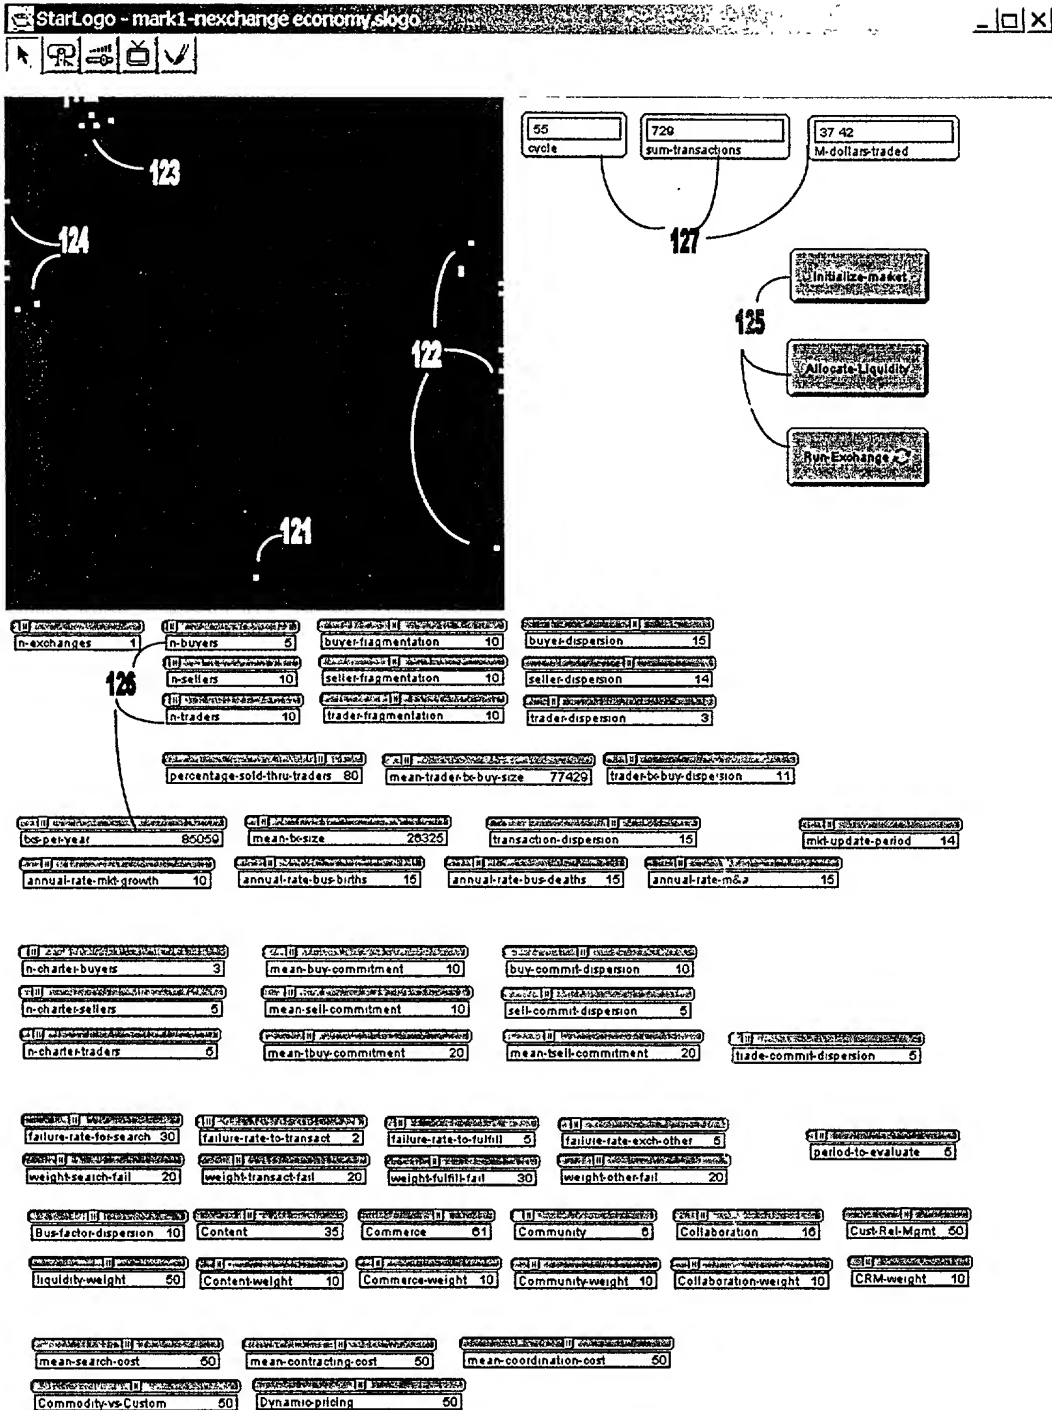 StarLogo - mark1-nexchange economy.slogo
55
cycle
729
sum-transactions
37 42
M-dollars-traded
123
124
127
Initialize-market
125
122
Allocate-Liquidity
Run-Exchange
121
n-exchanges 1
n-buyers 5
buyer-fragmentation 10
buyer-dispersion 15
126
n-sellers 10
seller-fragmentation 10
seller-dispersion 14
n-traders 10
trader-fragmentation 10
trader-dispersion 3
percentage-sold-thru-traders 80
mean-trader-tx-buy-size 77429
trader-tx-buy-dispersion 11
txs-per-year 85059
mean-tx-size 26325
transaction-dispersion 15
mkt-update-period 14
annual-rate-mkt-growth 10
annual-rate-bus-births 15
annual-rate-bus-deaths 15
annual-rate-m&a 15
n-charter-buyers 3
mean-buy-commitment 10
buy-commit-dispersion 10
n-charter-sellers 5
mean-sell-commitment 10
sell-commit-dispersion 5
n-charter-traders 5
mean-tbuy-commitment 20
mean-tsell-commitment 20
trade-commit-dispersion 5
failure-rate-for-search 30
failure-rate-to-transact 2
failure-rate-to-fulfill 5
failure-rate-exch-other 5
period-to-evaluate 5
weight-search-fail 20
weight-transact-fail 20
weight-fulfill-fail 30
weight-other-fail 20
Bus-factor-dispersion 10
Content 35
Commerce 61
Community 6
Collaboration 16
Cust-Rel-Mgmt 50
liquidity-weight 50
Content-weight 10
Commerce-weight 10
Community-weight 10
Collaboration-weight 10
CRM-weight 10
mean-search-cost 50
mean-contracting-cost 50
mean-coordination-cost 50
Commodity-vs-Custom 50
Dynamic-pricing 50